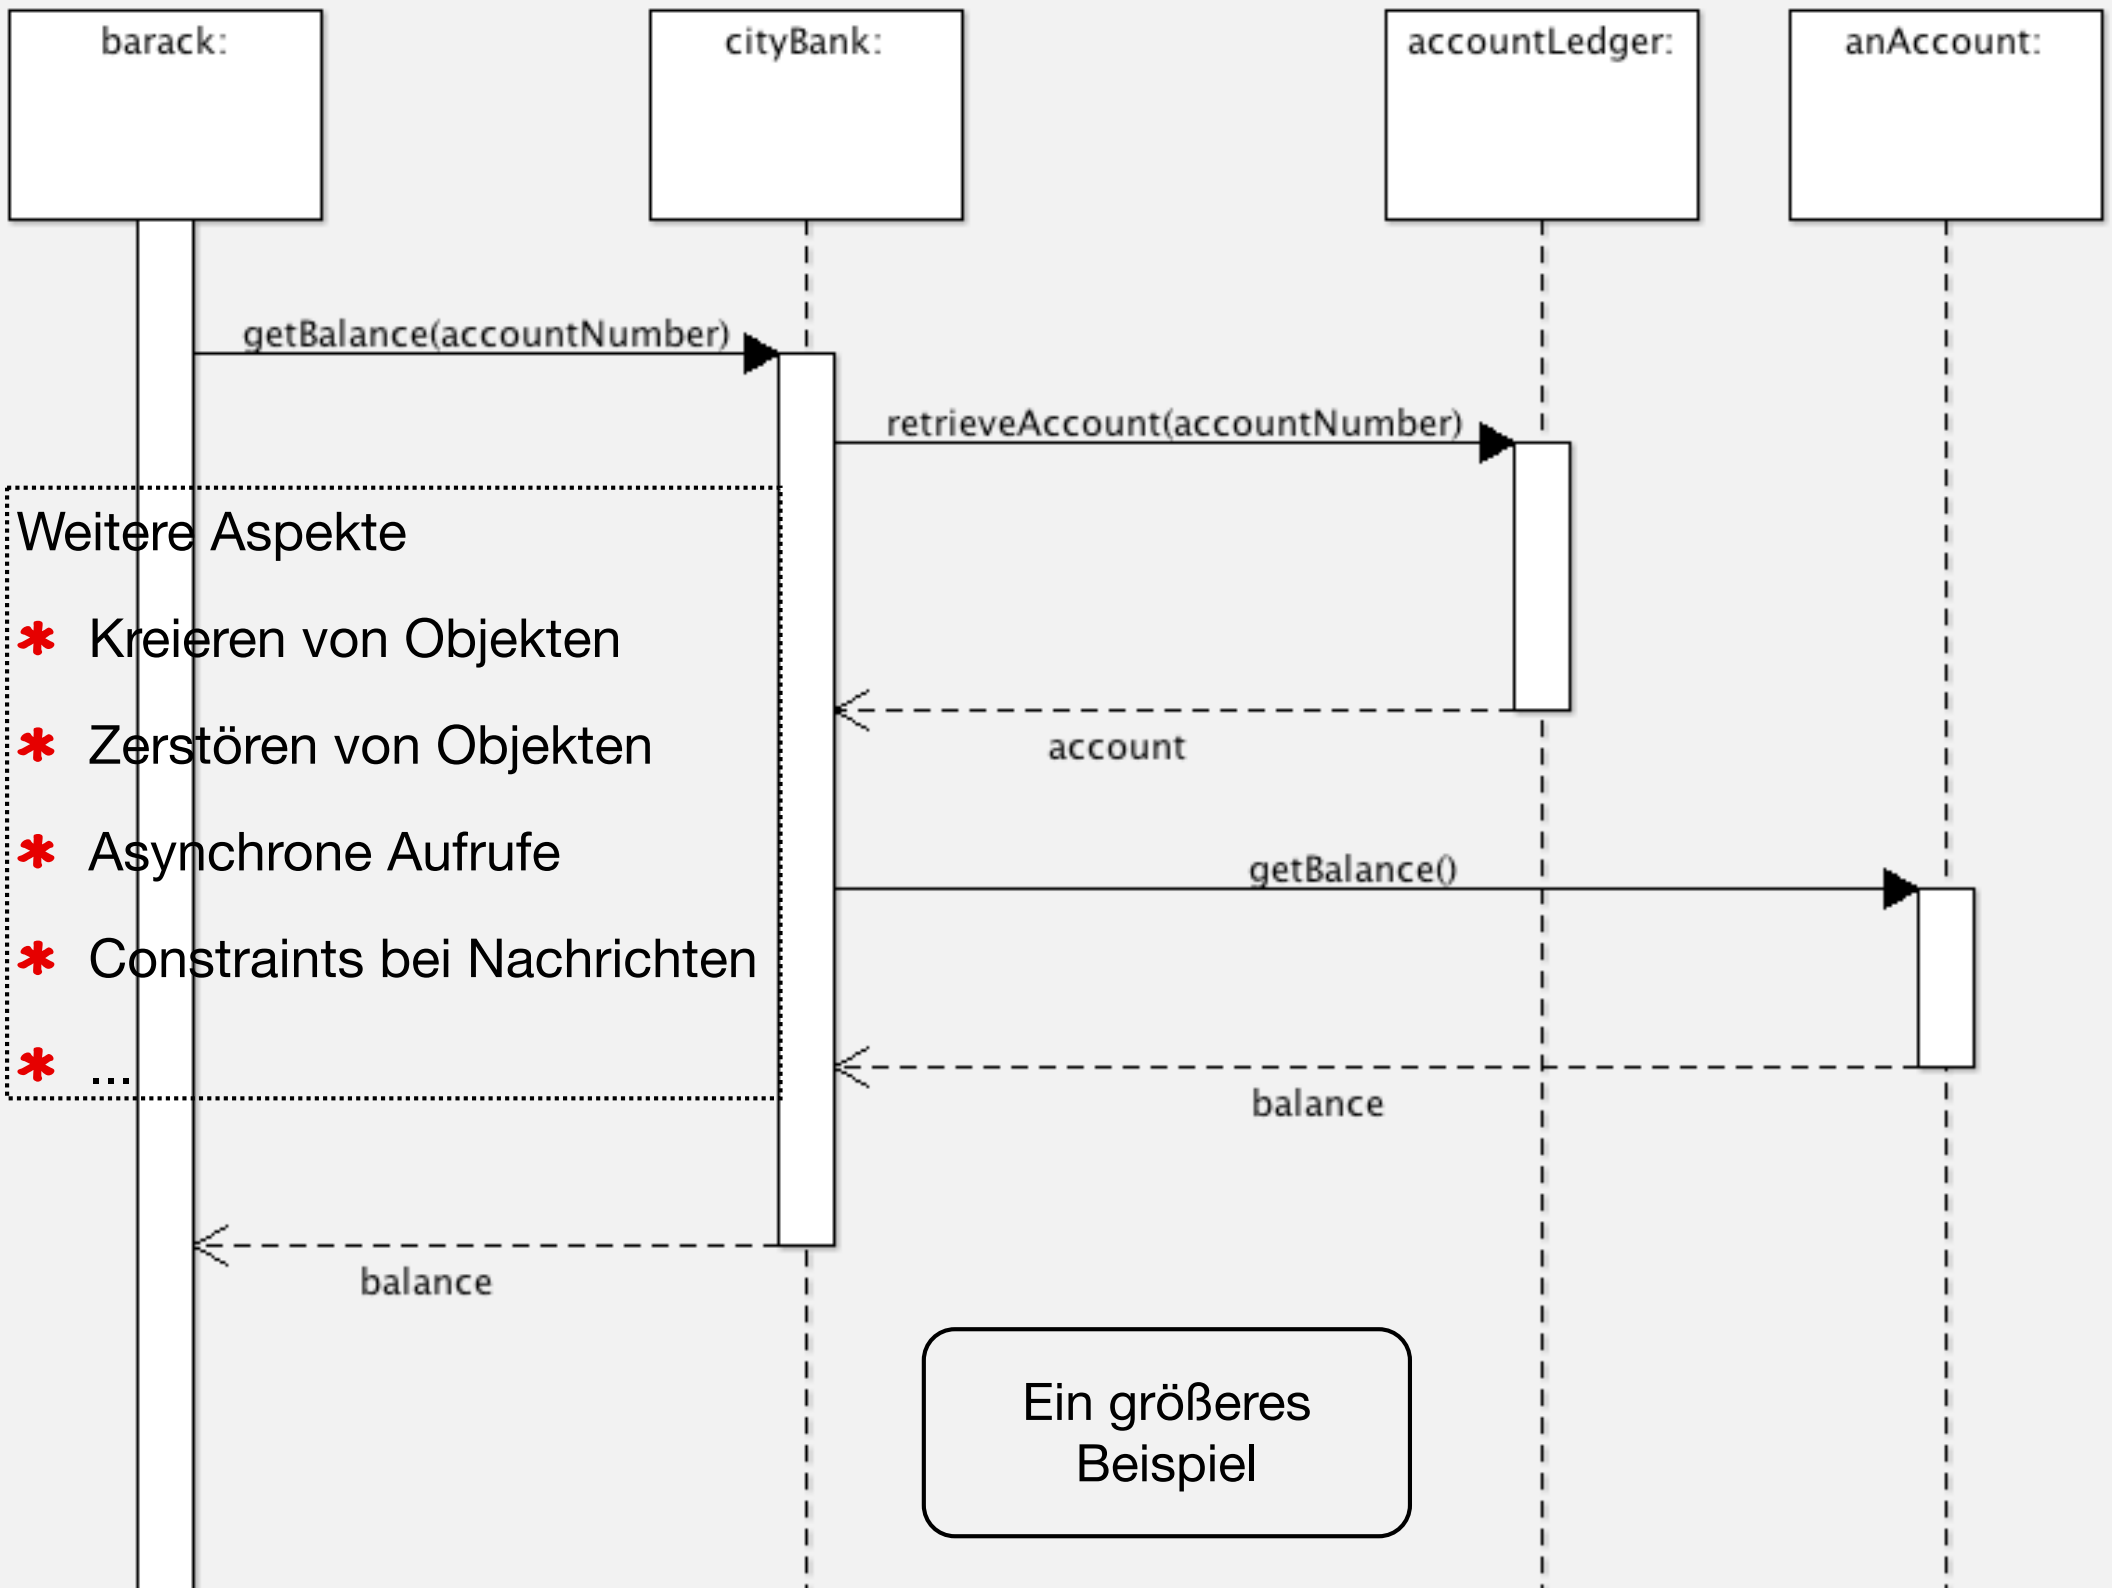 barack:
cityBank:
accountLedger:
anAccount:
getBalance(accountNumber)
retrieveAccount(accountNumber)
Weitere Aspekte
* Kreieren von Objekten
* Zerstören von Objekten
account
* Asynchrone Aufrufe
getBalance()
* Constraints bei Nachrichten
* ...
balance
balance
Ein größeres
Beispiel